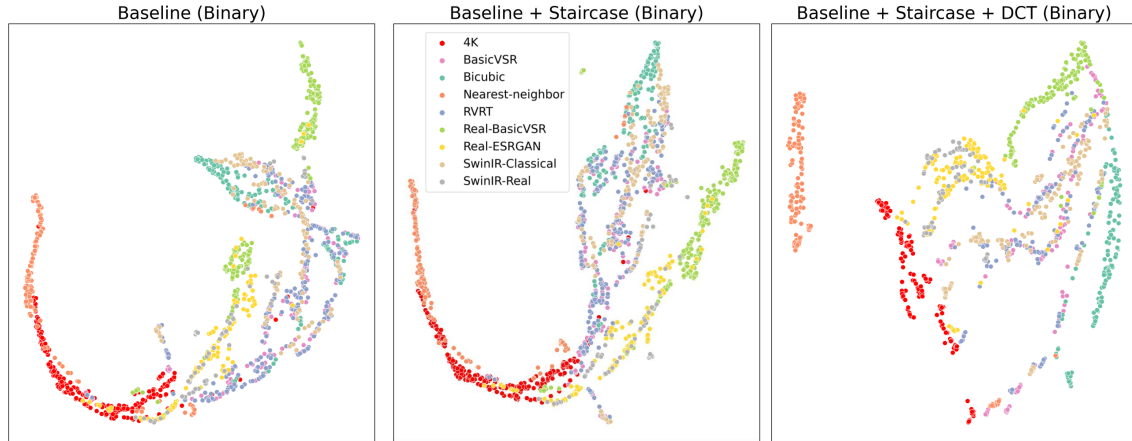 Baseline (Binary)
Baseline + Staircase (Binary)
Baseline + Staircase + DCT (Binary)
4K
BasicVSR
Bicubic
Nearest-neighbor
RVRT
Real-BasicVSR
Real-ESRGAN
SwinIR-Classical
SwinIR-Real